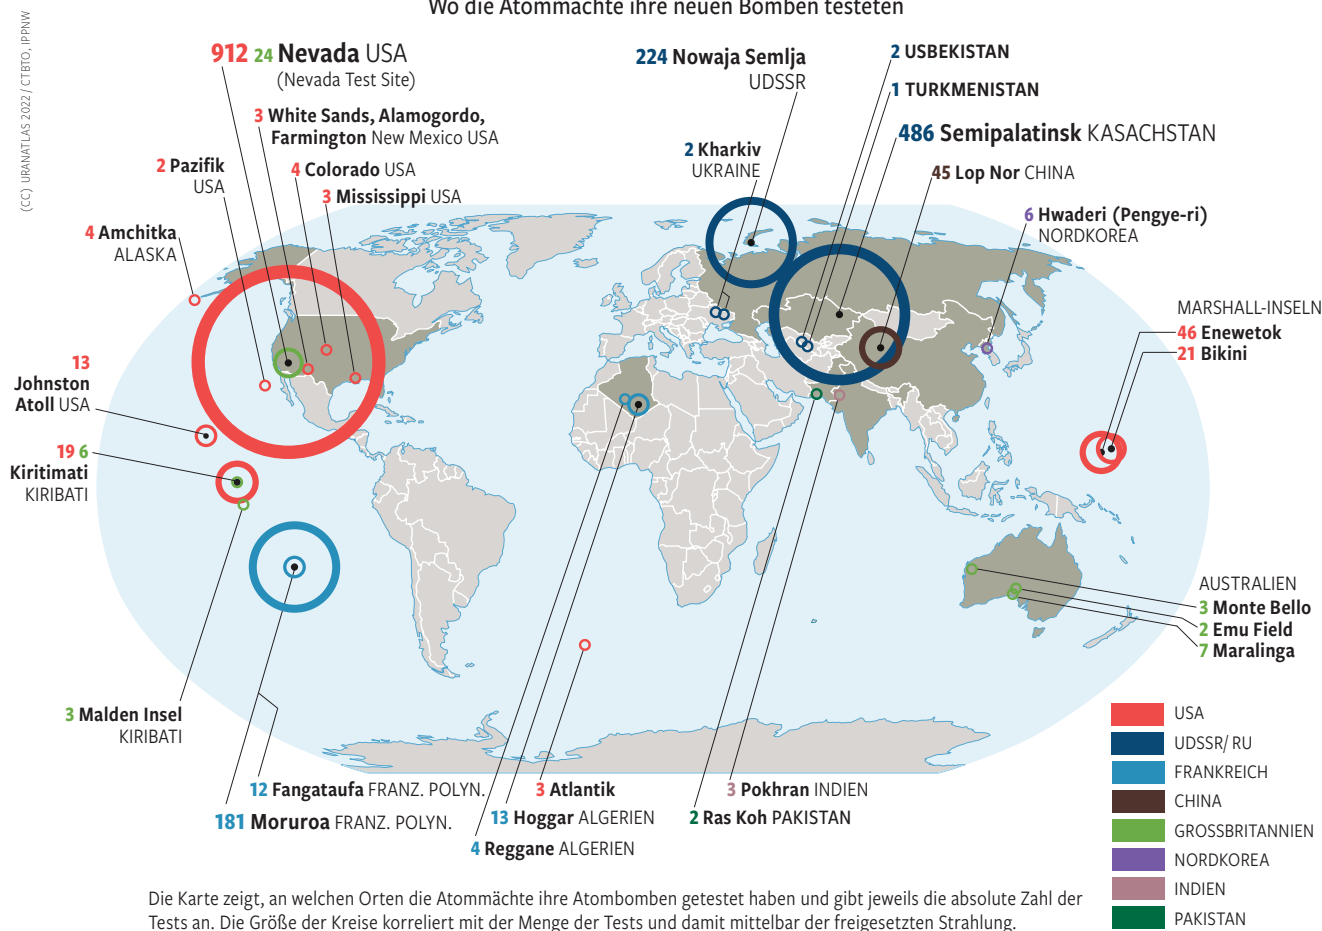 Wo die Atommächte ihre neuen Bomben testeten
(CC) URANATLAS 2022 / CTBTO, IPPNW
912 24 Nevada USA
(Nevada Test Site)
3 White Sands, Alamogordo,
Farmington New Mexico USA
4 Colorado USA
3 Mississippi USA
2 Pazifik
USA
4 Amchitka
ALASKA
224 Nowaja Semlja
UDSSR
2 Kharkiv
UKRAINE
2 USBEKISTAN
1 TURKMENISTAN
486 Semipalatinsk KASACHSTAN
45 Lop Nor CHINA
6 Hwaderi (Pengye-ri)
NORDKOREA
MARSHALL-INSELN
46 Enewetok
21 Bikini
13
Johnston
Atoll USA
19 6
Kiritimati
KIRIBATI
3 Malden Insel
KIRIBATI
12 Fangataufa FRANZ. POLYN.
181 Moruroa FRANZ. POLYN.
3 Atlantik
13 Hoggar ALGERIEN
4 Reggane ALGERIEN
3 Pokhran INDIEN
2 Ras Koh PAKISTAN
AUSTRALIEN
3 Monte Bello
2 Emu Field
7 Maralinga
USA
UDSSR/ RU
FRANKREICH
CHINA
GROSSBRITANNIEN
NORDKOREA
INDIEN
PAKISTAN
Die Karte zeigt, an welchen Orten die Atommächte ihre Atombomben getestet haben und gibt jeweils die absolute Zahl der
Tests an. Die Größe der Kreise korreliert mit der Menge der Tests und damit mittelbar der freigesetzten Strahlung.